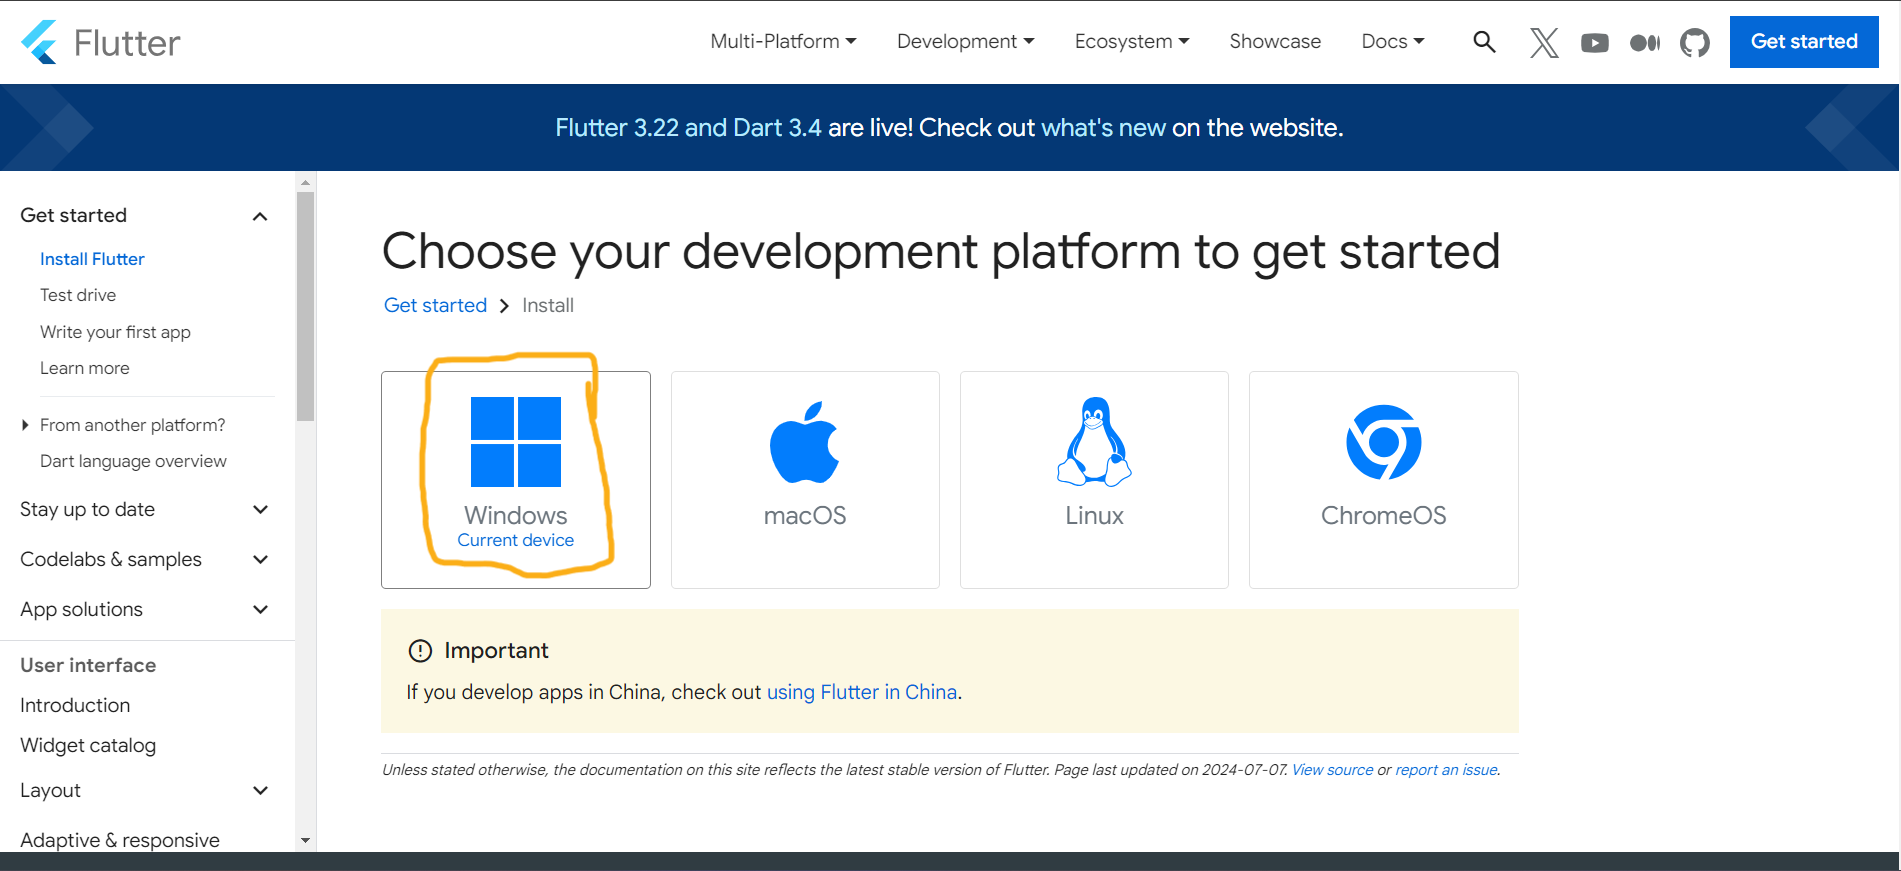 Flutter
Multi-Platform Development Ecosystem Showcase Docs Get started
Flutter 3.22 and Dart 3.4 are live! Check out what's new on the website.
Get started
Install Flutter
Test drive
Write your first app
Learn more
From another platform?
Dart language overview
Stay up to date
Codelabs & samples
App solutions
User interface
Introduction
Widget catalog
Layout
Adaptive & responsive
Choose your development platform to get started
Get started Install
Windows
Current device
macOS
Linux
ChromeOS
Important
If you develop apps in China, check out using Flutter in China.
Unless stated otherwise, the documentation on this site reflects the latest stable version of Flutter. Page last updated on 2024-07-07. View source or report an issue.